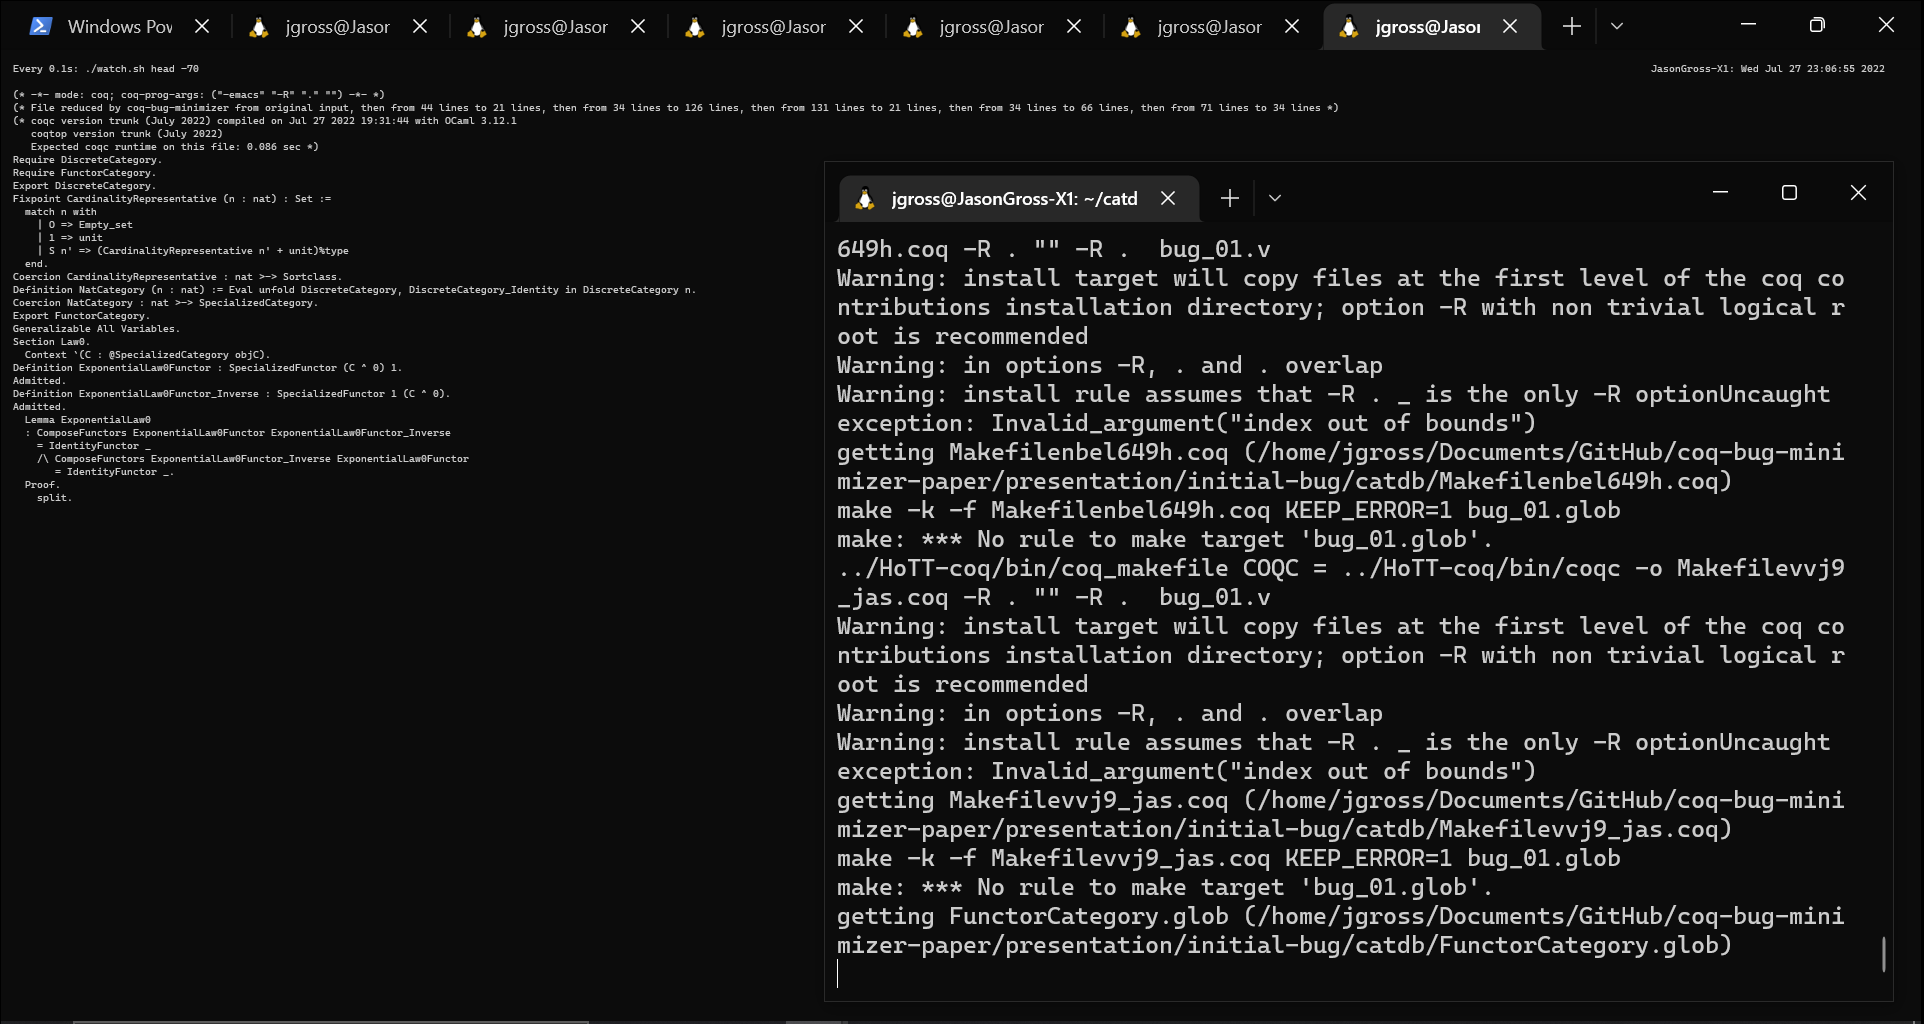 Windows Pov
jgross@Jasor
jgross@Jasor
jgross@Jasor
jgross@Jasor
jgross@Jasor
jgross@Jasor
Every 0.1s: ./watch.sh head -70
JasonGross-X1: Wed Jul 27 23:06:55 2022
(* -*- mode: coq; coq-prog-args: ("-emacs" "-R" "." "") -*- *)
(* File reduced by coq-bug-minimizer from original input, then from 44 lines to 21 lines, then from 34 lines to 126 lines, then from 131 lines to 21 lines, then from 34 lines to 66 lines, then from 71 lines to 34 lines *)
(* coqc version trunk (July 2022) compiled on Jul 27 2022 19:31:44 with OCaml 3.12.1
   coqtop version trunk (July 2022)
   Expected coqc runtime on this file: 0.086 sec *)
Require DiscreteCategory.
Require FunctorCategory.
Export DiscreteCategory.
Fixpoint CardinalityRepresentative (n : nat) : Set :=
  match n with
    | O => Empty_set
    | 1 => unit
    | S n' => (CardinalityRepresentative n' + unit)%type
  end.
Coercion CardinalityRepresentative : nat >-> Sortclass.
Definition NatCategory (n : nat) := Eval unfold DiscreteCategory, DiscreteCategory_Identity in DiscreteCategory n.
Coercion NatCategory : nat >-> SpecializedCategory.
Export FunctorCategory.
Generalizable All Variables.
Section Law0.
  Context `(C : @SpecializedCategory objC).
Definition ExponentialLaw0Functor : SpecializedFunctor (C ^ 0) 1.
Admitted.
Definition ExponentialLaw0Functor_Inverse : SpecializedFunctor 1 (C ^ 0).
Admitted.
  Lemma ExponentialLaw0
  : ComposeFunctors ExponentialLaw0Functor ExponentialLaw0Functor_Inverse
    = IdentityFunctor _
    /\ ComposeFunctors ExponentialLaw0Functor_Inverse ExponentialLaw0Functor
       = IdentityFunctor _.
  Proof.
    split.
jgross@JasonGross-X1: ~/catd
649h.coq -R . "" -R .  bug_01.v
Warning: install target will copy files at the first level of the coq co
ntributions installation directory; option -R with non trivial logical r
oot is recommended
Warning: in options -R, . and . overlap
Warning: install rule assumes that -R . _ is the only -R optionUncaught
exception: Invalid_argument("index out of bounds")
getting Makefilenbel649h.coq (/home/jgross/Documents/GitHub/coq-bug-mini
mizer-paper/presentation/initial-bug/catdb/Makefilenbel649h.coq)
make -k -f Makefilenbel649h.coq KEEP_ERROR=1 bug_01.glob
make: *** No rule to make target 'bug_01.glob'.
../HoTT-coq/bin/coq_makefile COQC = ../HoTT-coq/bin/coqc -o Makefilevvj9
_jas.coq -R . "" -R .  bug_01.v
Warning: install target will copy files at the first level of the coq co
ntributions installation directory; option -R with non trivial logical r
oot is recommended
Warning: in options -R, . and . overlap
Warning: install rule assumes that -R . _ is the only -R optionUncaught
exception: Invalid_argument("index out of bounds")
getting Makefilevvj9_jas.coq (/home/jgross/Documents/GitHub/coq-bug-mini
mizer-paper/presentation/initial-bug/catdb/Makefilevvj9_jas.coq)
make -k -f Makefilevvj9_jas.coq KEEP_ERROR=1 bug_01.glob
make: *** No rule to make target 'bug_01.glob'.
getting FunctorCategory.glob (/home/jgross/Documents/GitHub/coq-bug-mini
mizer-paper/presentation/initial-bug/catdb/FunctorCategory.glob)